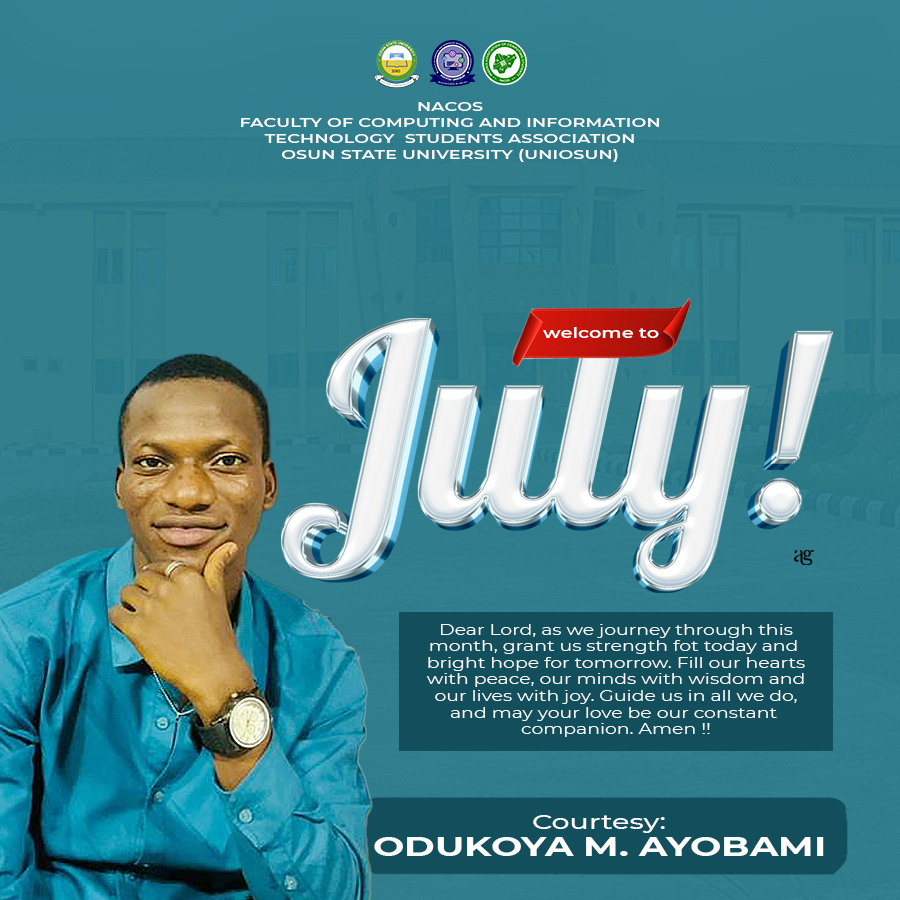 NACOS
FACULTY OF COMPUTING AND INFORMATION
TECHNOLOGY STUDENTS ASSOCIATION
OSUN STATE UNIVERSITY (UNIOSUN)
welcome to
July!
ag
Dear Lord, as we journey through this
month, grant us strength fot today and
bright hope for tomorrow. Fill our hearts
with peace, our minds with wisdom and
our lives with joy. Guide us in all we do,
and may your love be our constant
companion. Amen !!
Courtesy:
ODUKOYA M. AYOBAMI